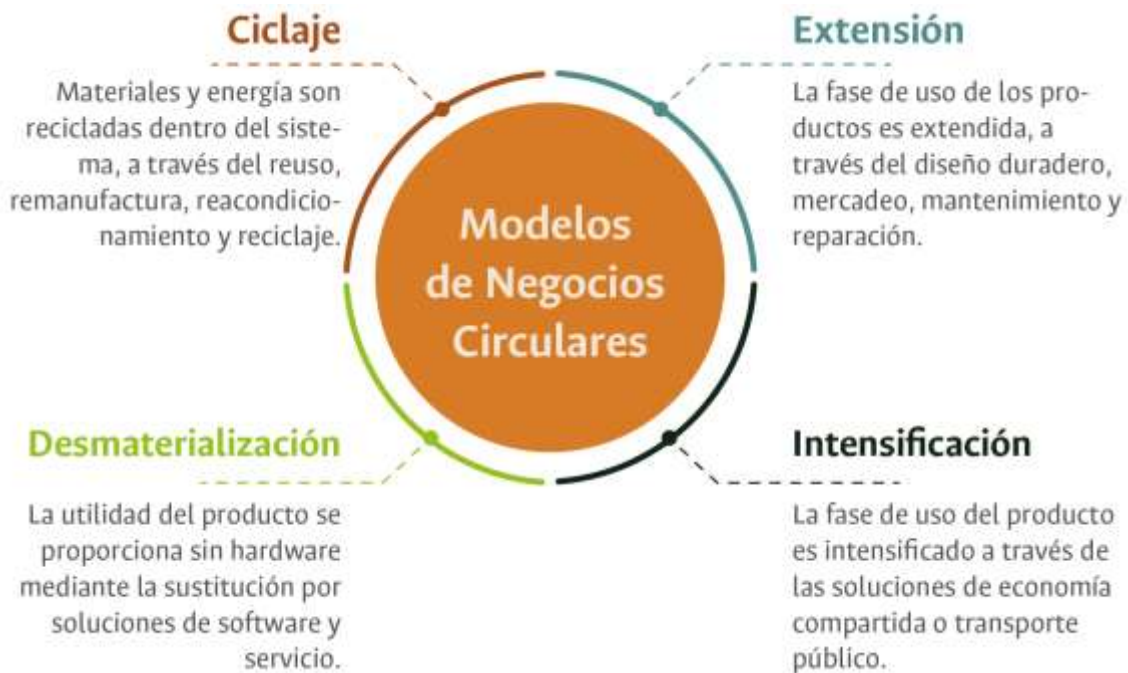 Ciclaje
Materiales y energía son
recicladas dentro del siste-
ma, a través del reuso,
remanufactura, reacondicio-
namiento y reciclaje.
Extensión
La fase de uso de los pro-
ductos es extendida, a
través del diseño duradero,
mercadeo, mantenimiento y
reparación.
Modelos
de Negocios
Circulares
Desmaterialización
La utilidad del producto se
proporciona sin hardware
mediante la sustitución por
soluciones de software y
servicio.
Intensificación
La fase de uso del producto
es intensificado a través de
las soluciones de economía
compartida o transporte
público.